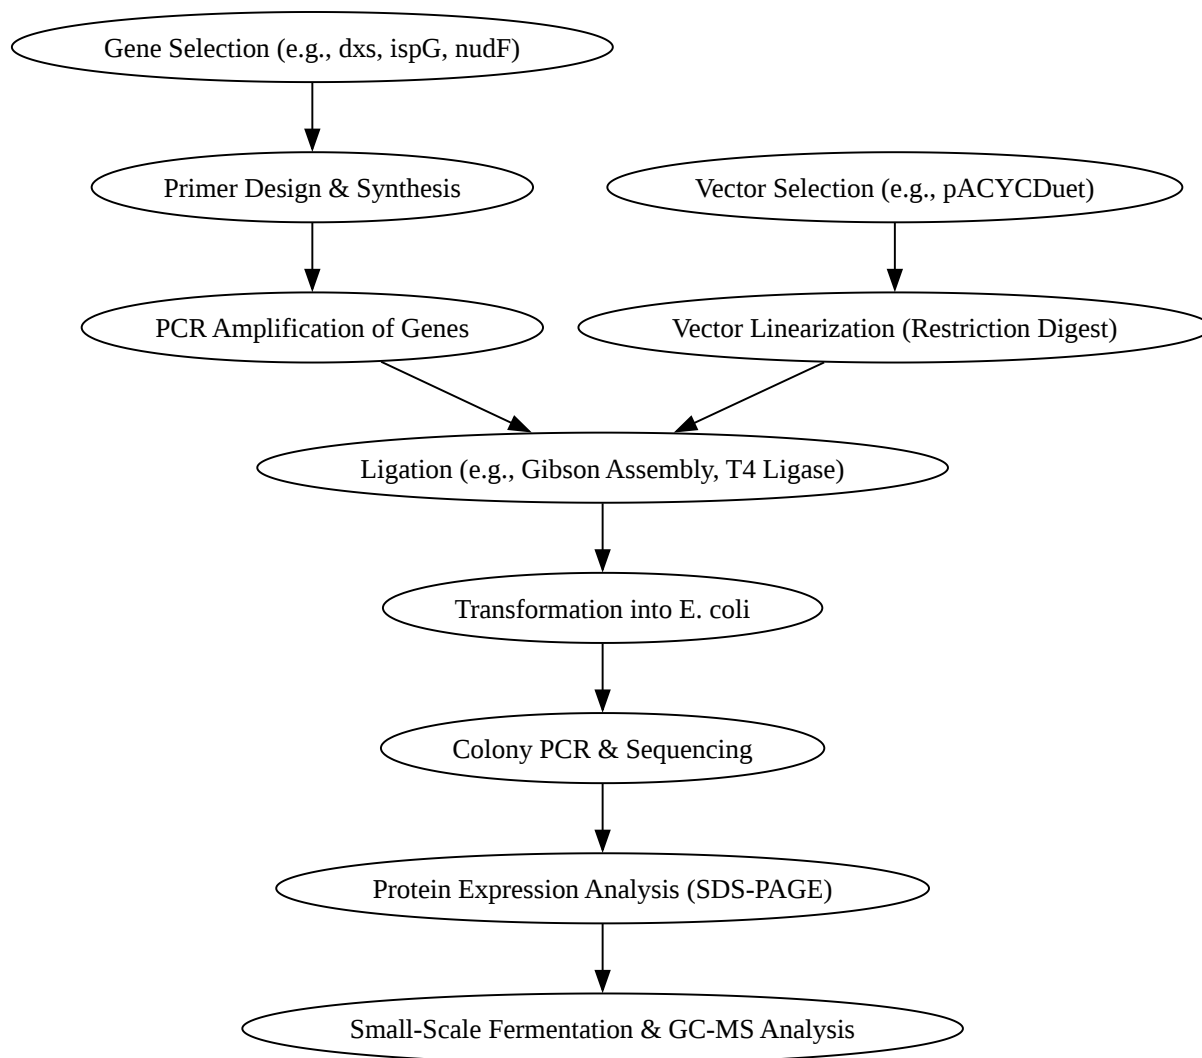 Gene Selection (e.g., dxs, ispG, nudF)
Primer Design & Synthesis
Vector Selection (e.g., pACYCDuet)
PCR Amplification of Genes
Vector Linearization (Restriction Digest)
Ligation (e.g., Gibson Assembly, T4 Ligase)
Transformation into E. coli
Colony PCR & Sequencing
Protein Expression Analysis (SDS-PAGE)
Small-Scale Fermentation & GC-MS Analysis